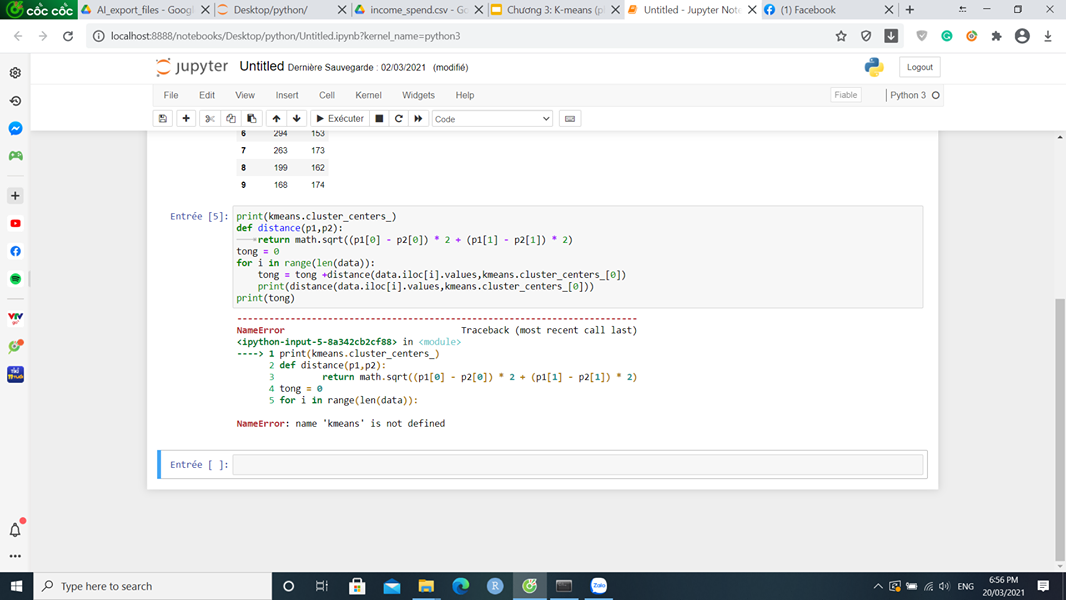 CỐC CỐC
AI_export_files - Googl
Desktop/python/
income_spend.csv - Go
Chương 3: K-means (p
Untitled - Jupyter Note
(1) Facebook
localhost:8888/notebooks/Desktop/python/Untitled.ipynb?kernel_name=python3
jupyter Untitled Dernière Sauvegarde : 02/03/2021 (modifié)
Logout
File Edit View Insert Cell Kernel Widgets Help
Fiable
Python 3
Exécuter
Code
6 294 153
7 263 173
8 199 162
9 168 174
Entrée [5]: print(kmeans.cluster_centers_)
def distance(p1,p2):
return math.sqrt((p1[0] - p2[0]) * 2 + (p1[1] - p2[1]) * 2)
tong = 0
for i in range(len(data)):
tong = tong +distance(data.iloc[i].values,kmeans.cluster_centers_[0])
print(distance(data.iloc[i].values,kmeans.cluster_centers_[0]))
print(tong)
---------------------------------------------------------------------------
NameError Traceback (most recent call last)
<ipython-input-5-8a342cb2cf88> in <module>
----> 1 print(kmeans.cluster_centers_)
2 def distance(p1,p2):
3 return math.sqrt((p1[0] - p2[0]) * 2 + (p1[1] - p2[1]) * 2)
4 tong = 0
5 for i in range(len(data)):
NameError: name 'kmeans' is not defined
Entrée [ ]:
VTV
Type here to search
R
Zalo
ENG
6:56 PM
20/03/2021